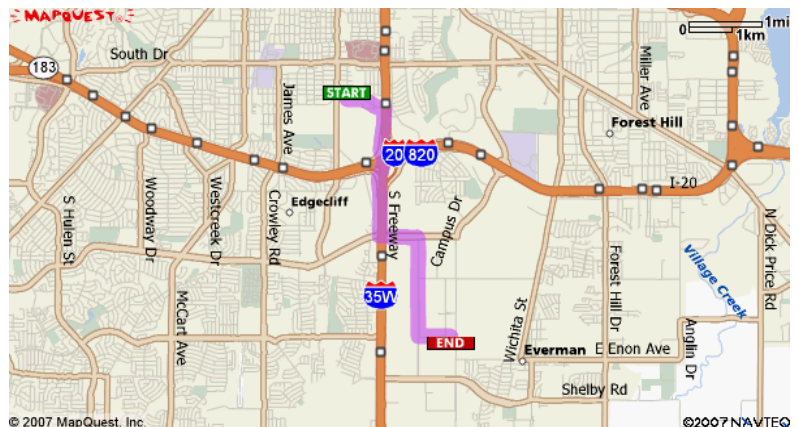 MAPQUEST
1mi
0
1km
South Dr
183
START
James Ave
Miller Ave
Forest Hill
20
820
I-20
S Hulen St
Woodway Dr
Westcreek Dr
Crowley Rd
Edgecliff
S Freeway
Campus Dr
N Dick Price Rd
Village Creek
35W
McCart Ave
Wichita St
Forest Hill Dr
Anglin Dr
END
Everman
E Enon Ave
Shelby Rd
© 2007 MapQuest, Inc.
©2007 NAVTEQ